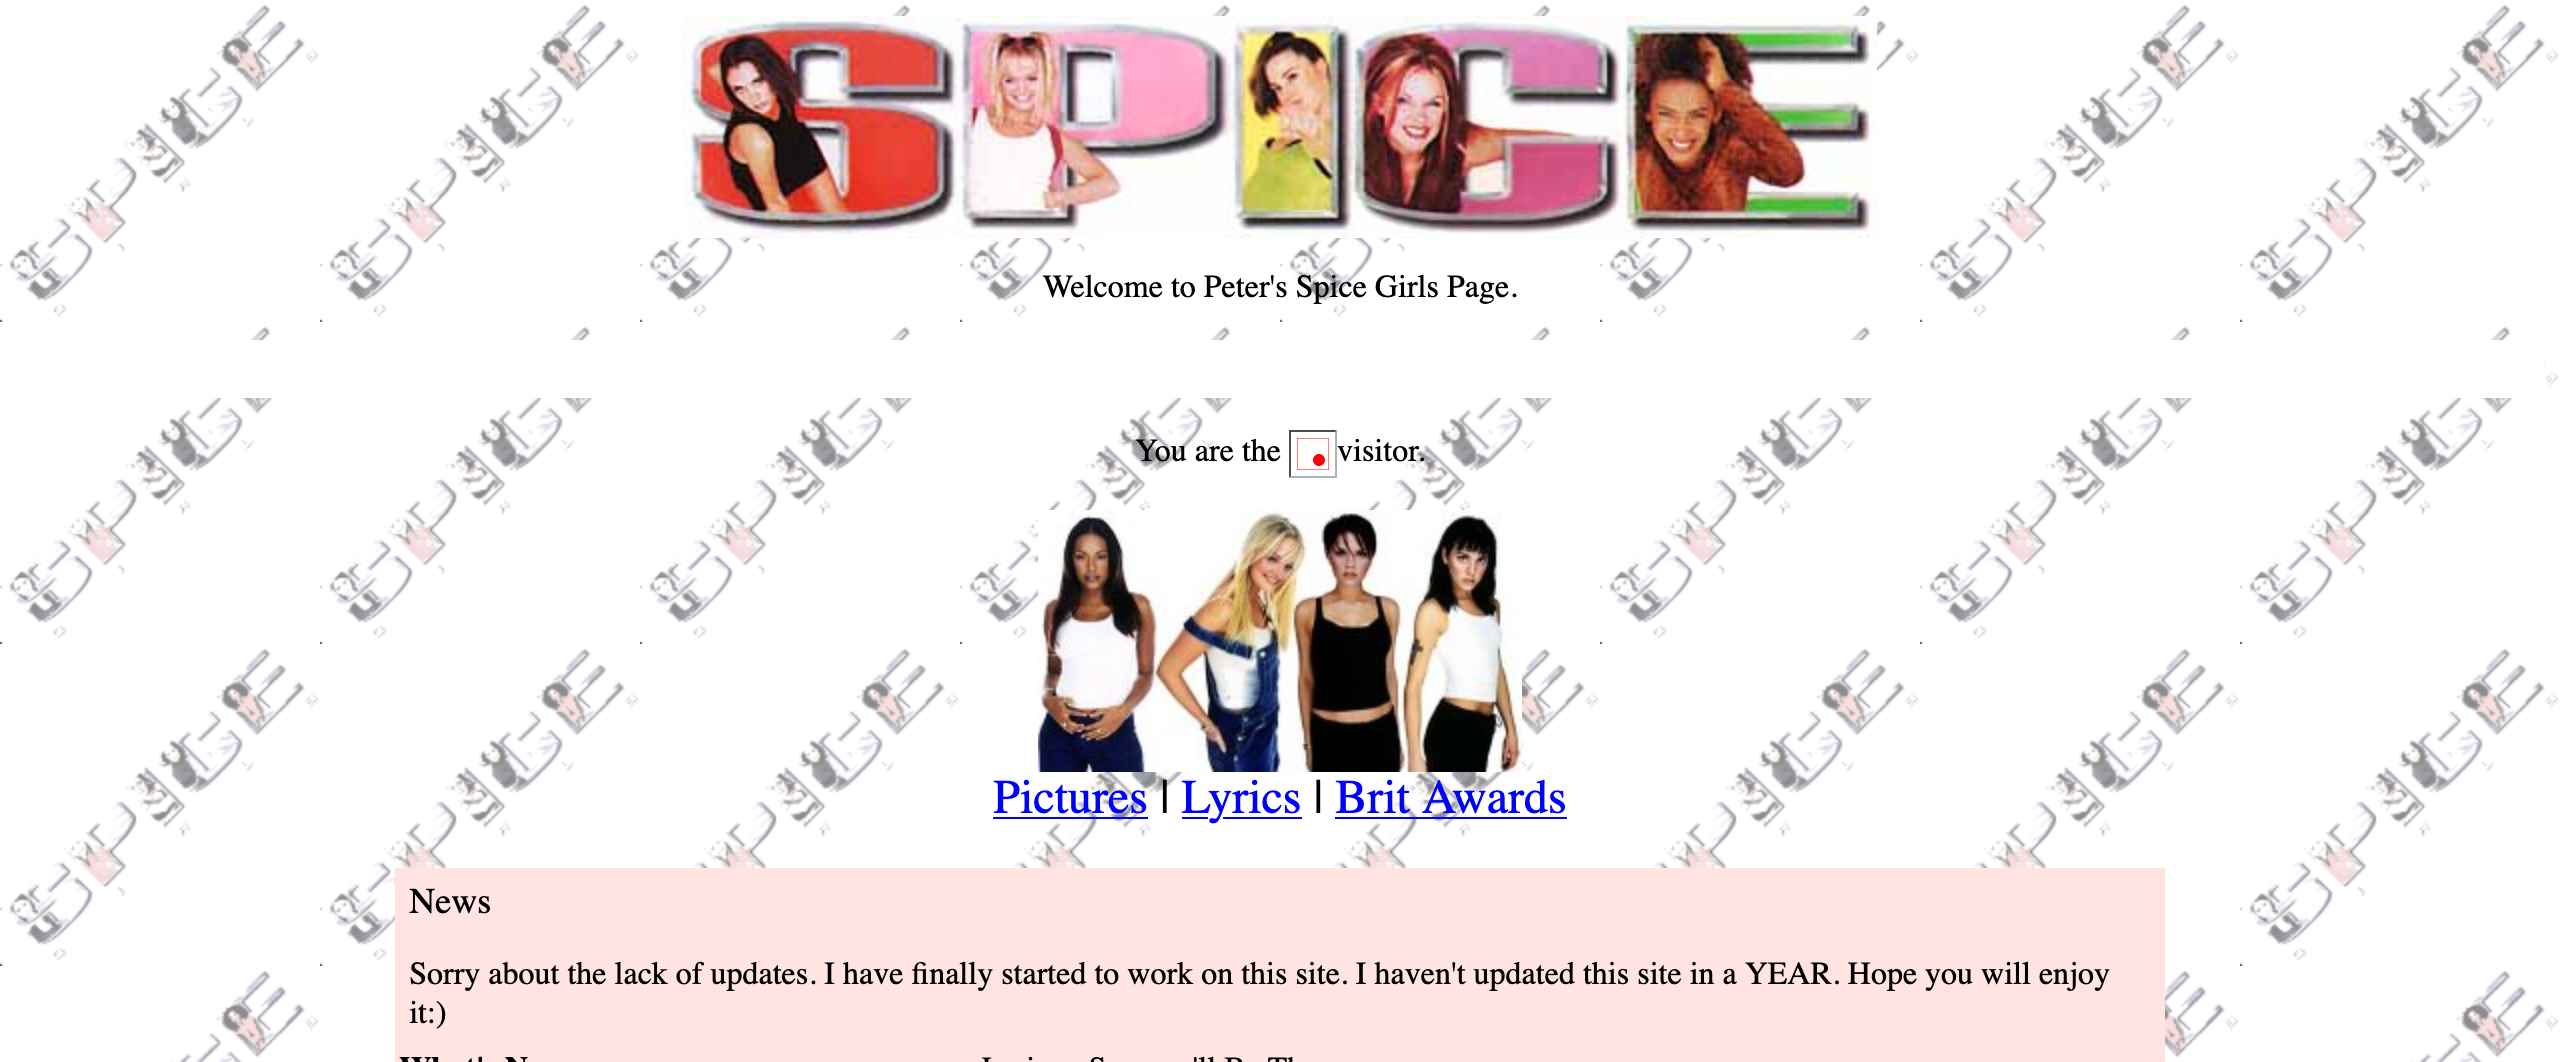 SPICE
Welcome to Peter's Spice Girls Page.
You are the visitor.
Pictures | Lyrics | Brit Awards
News
Sorry about the lack of updates. I have finally started to work on this site. I haven't updated this site in a YEAR. Hope you will enjoy
it:)